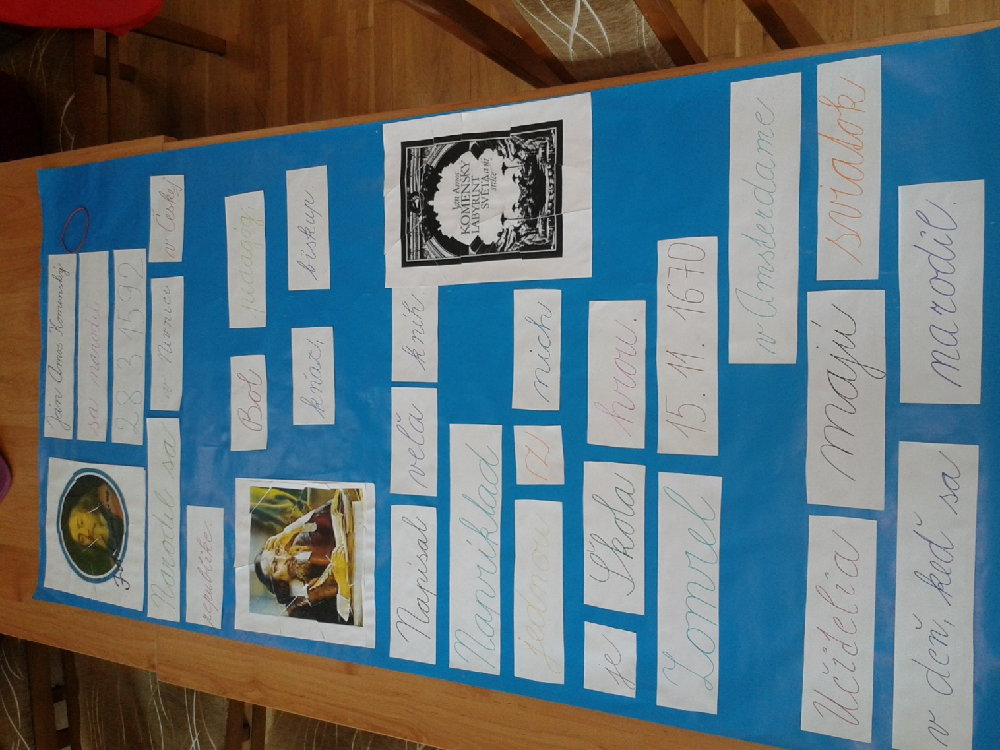 Ján Amos Komenský
sa narodil
28 3 1592
Narodil sa v Nivnici v Českej
republike.
Bol pedagóg,
kňaz, biskup.
Napísal veľa kníh
Jan Amos
KOMENSKÝ
LABYRINT
SVĚTA a ráj
srdce
Napríklad
jednou z nich
je Škola hrou.
Zomrel 15. 11. 1670
v Amsterdame.
Učitelia majú sviatok
v deň, keď sa narodil.